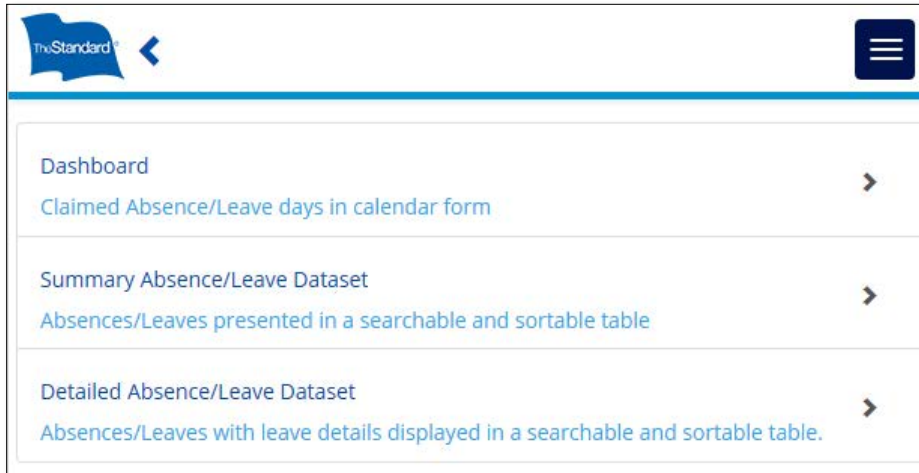 TheStandard®
Dashboard
Claimed Absence/Leave days in calendar form
Summary Absence/Leave Dataset
Absences/Leaves presented in a searchable and sortable table
Detailed Absence/Leave Dataset
Absences/Leaves with leave details displayed in a searchable and sortable table.